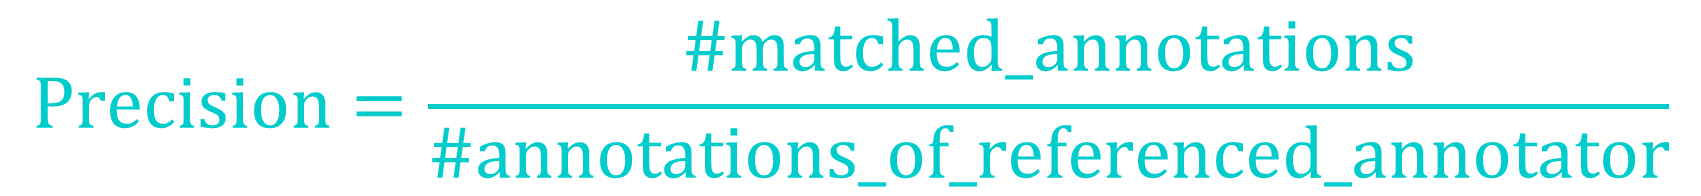 #matched_annotations
Precision =
#annotations_of_referenced_annotator